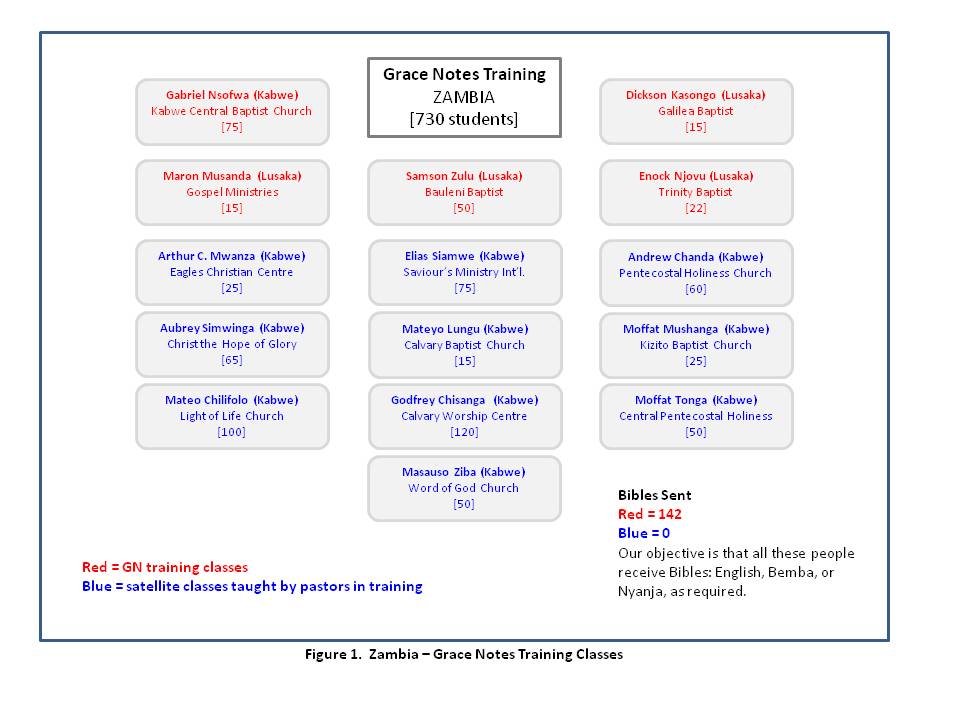 Grace Notes Training
ZAMBIA
[730 students]
Gabriel Nsofwa (Kabwe)
Kabwe Central Baptist Church
[75]
Dickson Kasongo (Lusaka)
Galilea Baptist
[15]
Maron Musanda (Lusaka)
Gospel Ministries
[15]
Samson Zulu (Lusaka)
Bauleni Baptist
[50]
Enock Njovu (Lusaka)
Trinity Baptist
[22]
Arthur C. Mwanza (Kabwe)
Eagles Christian Centre
[25]
Elias Siamwe (Kabwe)
Saviour's Ministry Int'l.
[75]
Andrew Chanda (Kabwe)
Pentecostal Holiness Church
[60]
Aubrey Simwinga (Kabwe)
Christ the Hope of Glory
[65]
Mateyo Lungu (Kabwe)
Calvary Baptist Church
[15]
Moffat Mushanga (Kabwe)
Kizito Baptist Church
[25]
Mateo Chilifolo (Kabwe)
Light of Life Church
[100]
Godfrey Chisanga (Kabwe)
Calvary Worship Centre
[120]
Moffat Tonga (Kabwe)
Central Pentecostal Holiness
[50]
Masauso Ziba (Kabwe)
Word of God Church
[50]
Bibles Sent
Red = 142
Blue = 0
Our objective is that all these people
receive Bibles: English, Bemba, or
Nyanja, as required.
Red = GN training classes
Blue = satellite classes taught by pastors in training
Figure 1. Zambia – Grace Notes Training Classes